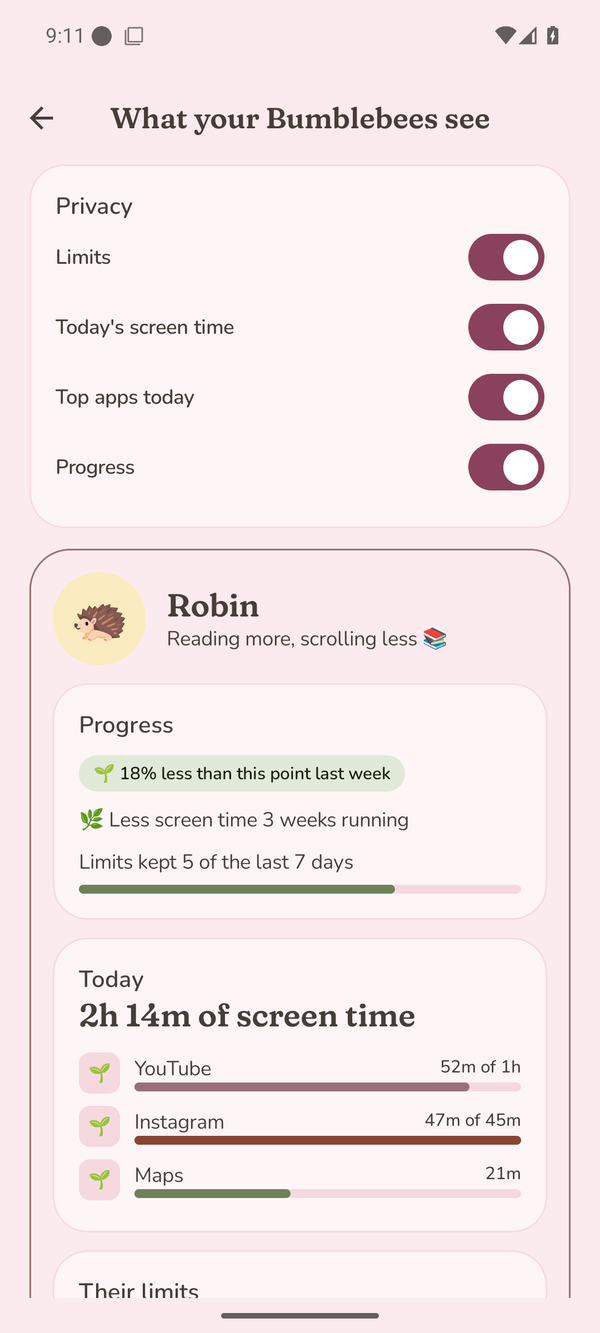 9:11
What your Bumblebees see
Privacy
Limits
Today's screen time
Top apps today
Progress
Robin
Reading more, scrolling less 📚
Progress
🌱 18% less than this point last week
🌿 Less screen time 3 weeks running
Limits kept 5 of the last 7 days
Today
2h 14m of screen time
YouTube 52m of 1h
Instagram 47m of 45m
Maps 21m
Their limits